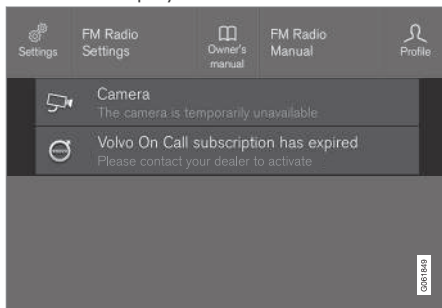 Settings
FM Radio
Settings
Owner's
manual
FM Radio
Manual
Profile
Camera
The camera is temporarily unavailable
Volvo On Call subscription has expired
Please contact your dealer to activate
G061849